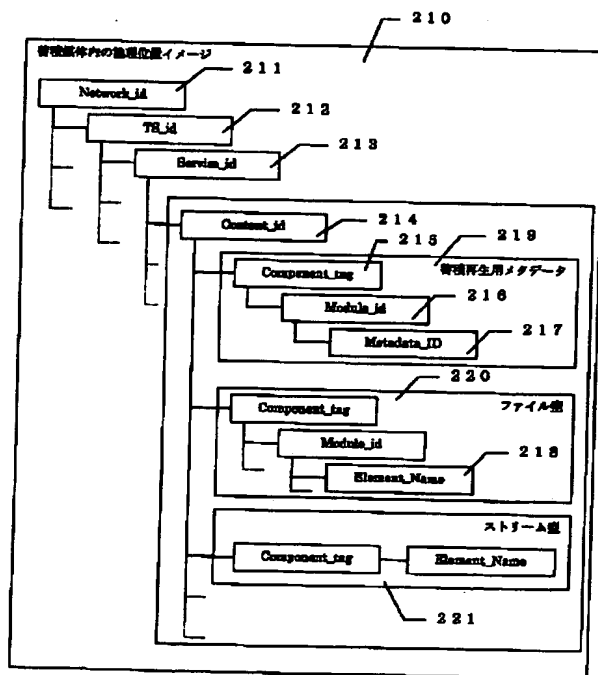 210
蓄積媒体内の論理位置イメージ
211
Network_id
212
TS_id
213
Service_id
214
Content_id
215
219
蓄積再生用メタデータ
Component_tag
216
Module_id
217
Metadata_ID
220
ファイル型
Component_tag
Module_id
218
Element_Name
ストリーム型
Component_tag
Element_Name
221